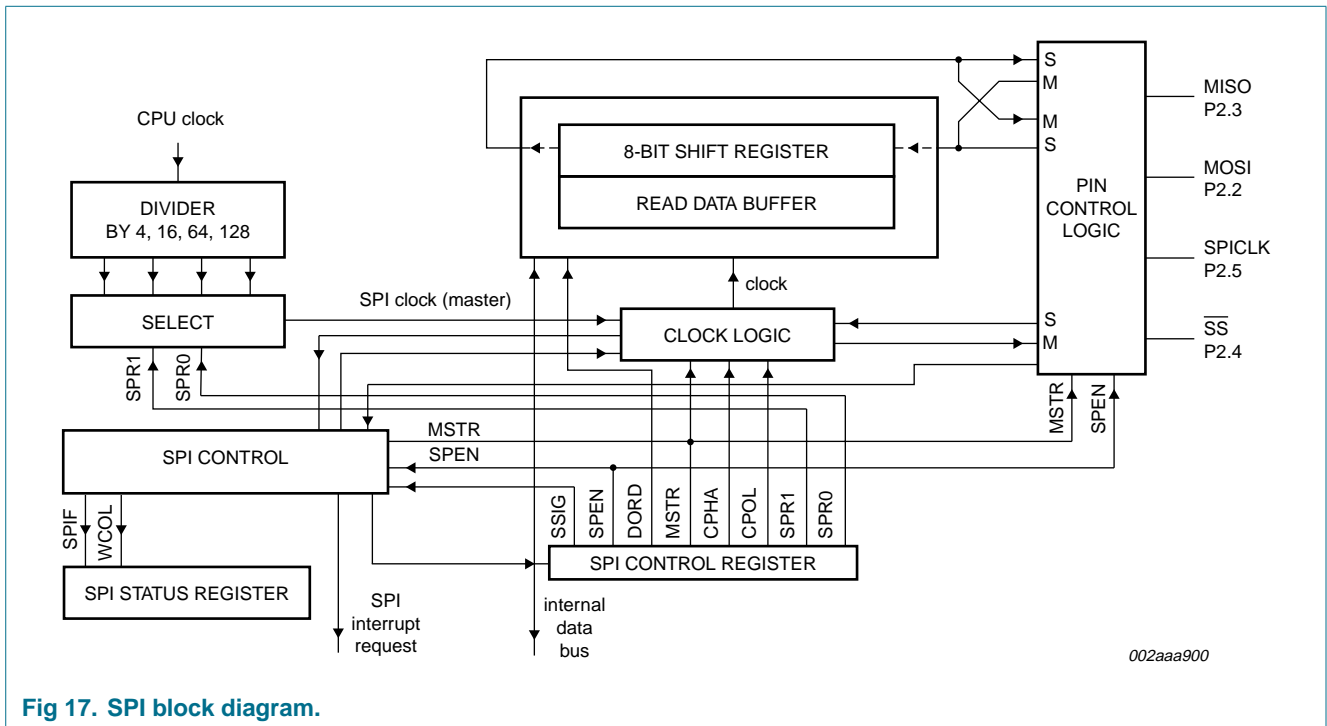 CPU clock
DIVIDER
BY 4, 16, 64, 128
SELECT
SPR1
SPR0
SPI clock (master)
8-BIT SHIFT REGISTER
READ DATA BUFFER
clock
CLOCK LOGIC
S
M
M
S
PIN
CONTROL
LOGIC
S
M
MISO
P2.3
MOSI
P2.2
SPICLK
P2.5
SS
P2.4
MSTR
SPEN
SPI CONTROL
MSTR
SPEN
SPIF
WCOL
SPI STATUS REGISTER
SPI
interrupt
request
SSIG
SPEN
DORD
MSTR
CPHA
CPOL
SPR1
SPR0
SPI CONTROL REGISTER
internal
data
bus
002aaa900
Fig 17. SPI block diagram.